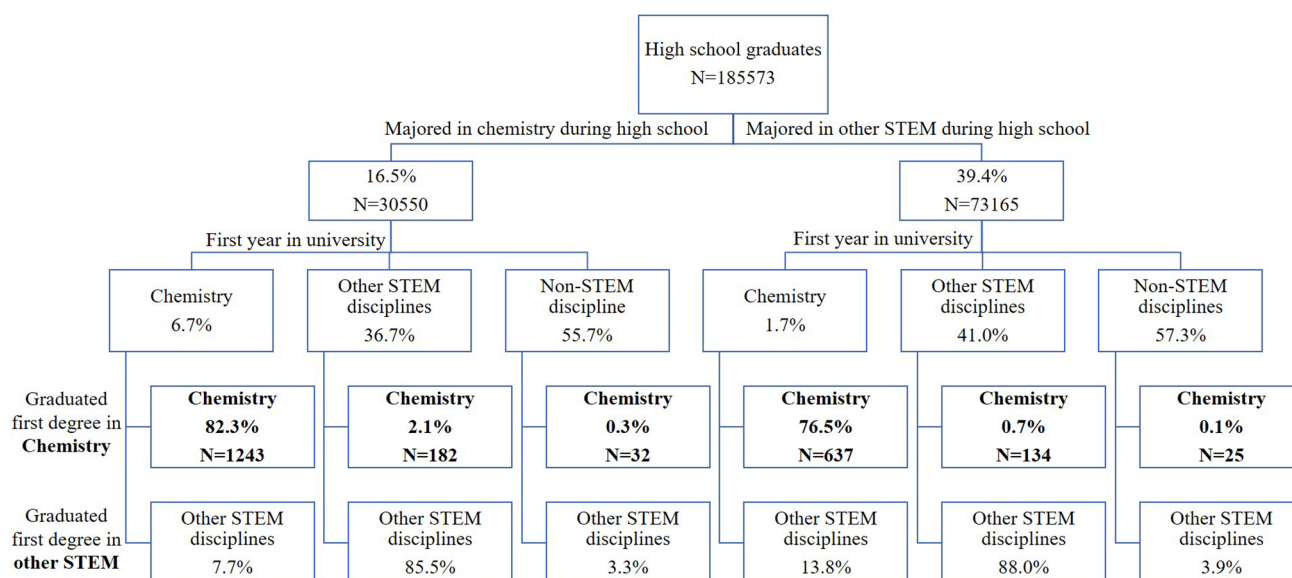 High school graduates
N=185573
Majored in chemistry during high school
Majored in other STEM during high school
16.5%
N=30550
39.4%
N=73165
First year in university
First year in university
Chemistry
6.7%
Other STEM
disciplines
36.7%
Non-STEM
discipline
55.7%
Chemistry
1.7%
Other STEM
disciplines
41.0%
Non-STEM
disciplines
57.3%
Graduated
first degree in
Chemistry
Chemistry
82.3%
N=1243
Chemistry
2.1%
N=182
Chemistry
0.3%
N=32
Chemistry
76.5%
N=637
Chemistry
0.7%
N=134
Chemistry
0.1%
N=25
Graduated
first degree in
other STEM
Other STEM
disciplines
7.7%
Other STEM
disciplines
85.5%
Other STEM
disciplines
3.3%
Other STEM
disciplines
13.8%
Other STEM
disciplines
88.0%
Other STEM
disciplines
3.9%